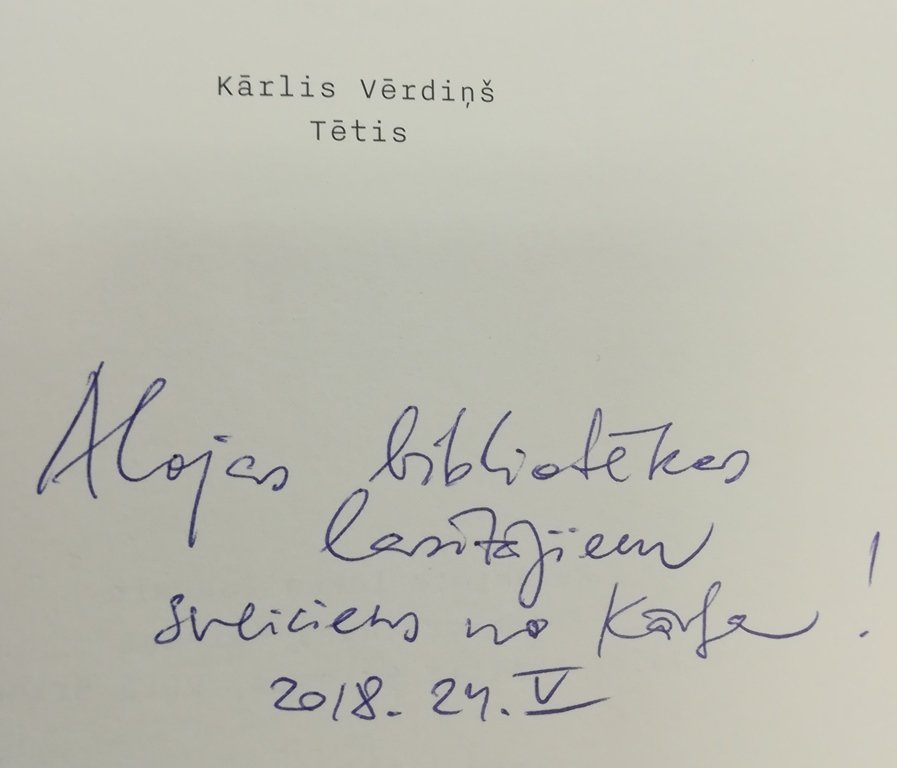 Kārlis Vērdiņš
Tētis
Alojas bibliotēkas
lasītājiem
sveiciens no Kārļa!
2018. 24. V